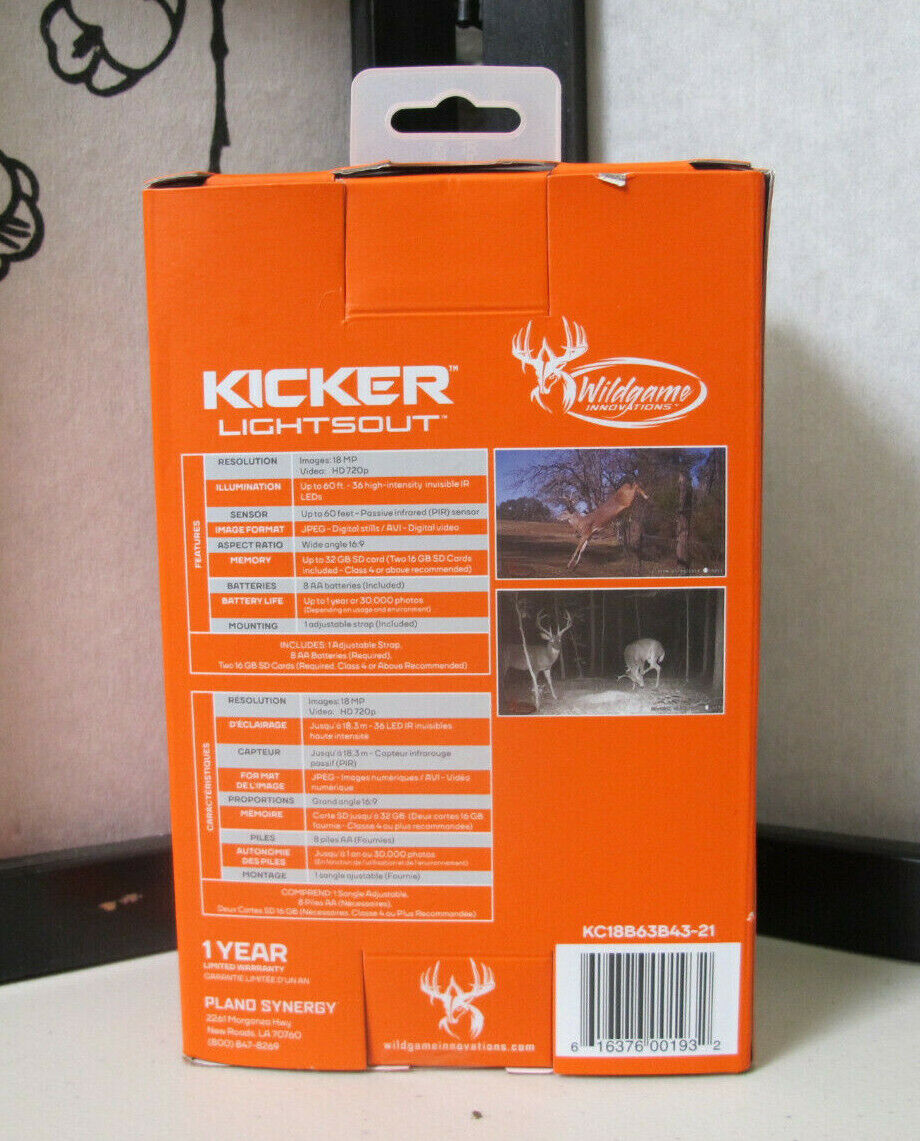 KICKER™
LIGHTSOUT™
Wildgame
INNOVATIONS™
FEATURES
RESOLUTION Images: 18 MP
Video: HD 720p
ILLUMINATION Up to 60 ft. - 36 high-intensity invisible IR
LEDs
SENSOR Up to 60 feet - Passive Infrared (PIR) sensor
IMAGE FORMAT JPEG - Digital stills / AVI - Digital video
ASPECT RATIO Wide angle 16:9
MEMORY Up to 32 GB SD card (Two 16 GB SD Cards
included - Class 4 or above recommended)
BATTERIES 8 AA batteries (Included)
BATTERY LIFE Up to 1 year or 30,000 photos
(Depending on usage and environment)
MOUNTING 1 adjustable strap (Included)
INCLUDES: 1 Adjustable Strap,
8 AA Batteries (Required),
Two 16 GB SD Cards (Required, Class 4 or Above Recommended)
CARACTÉRISTIQUES
RÉSOLUTION Images: 18 MP
Video: HD 720p
D'ÉCLAIRAGE Jusqu'à 18,3 m - 36 LED IR invisibles
haute intensité
CAPTEUR Jusqu'à 18,3 m - Capteur infrarouge
passif (PIR)
FORMAT JPEG - Images numériques / AVI - Vidéo
DE L'IMAGE numérique
PROPORTIONS Grand angle 16:9
MÉMOIRE Carte SD jusqu'à 32 GB (Deux cartes 16 GB
fournie - Classe 4 ou plus recommandée)
PILES 8 piles AA (Fournies)
AUTONOMIE Jusqu'à 1 an ou 30,000 photos
DES PILES (En fonction de l'utilisation et de l'environnement)
MONTAGE 1 sangle ajustable (Fournie)
COMPREND: 1 Sangle Adjustable,
8 Piles AA (Nécessaires),
Deux Cartes SD 16 GB (Nécessaires, Classe 4 ou Plus Recommandée)
1 YEAR
LIMITED WARRANTY
GARANTIE LIMITÉE D'UN AN
PLANO SYNERGY
2261 Morganza Hwy
New Roads, LA 70760
(800) 847-8269
wildgameinnovations.com
KC18B63B43-21
6 16376 00193 2